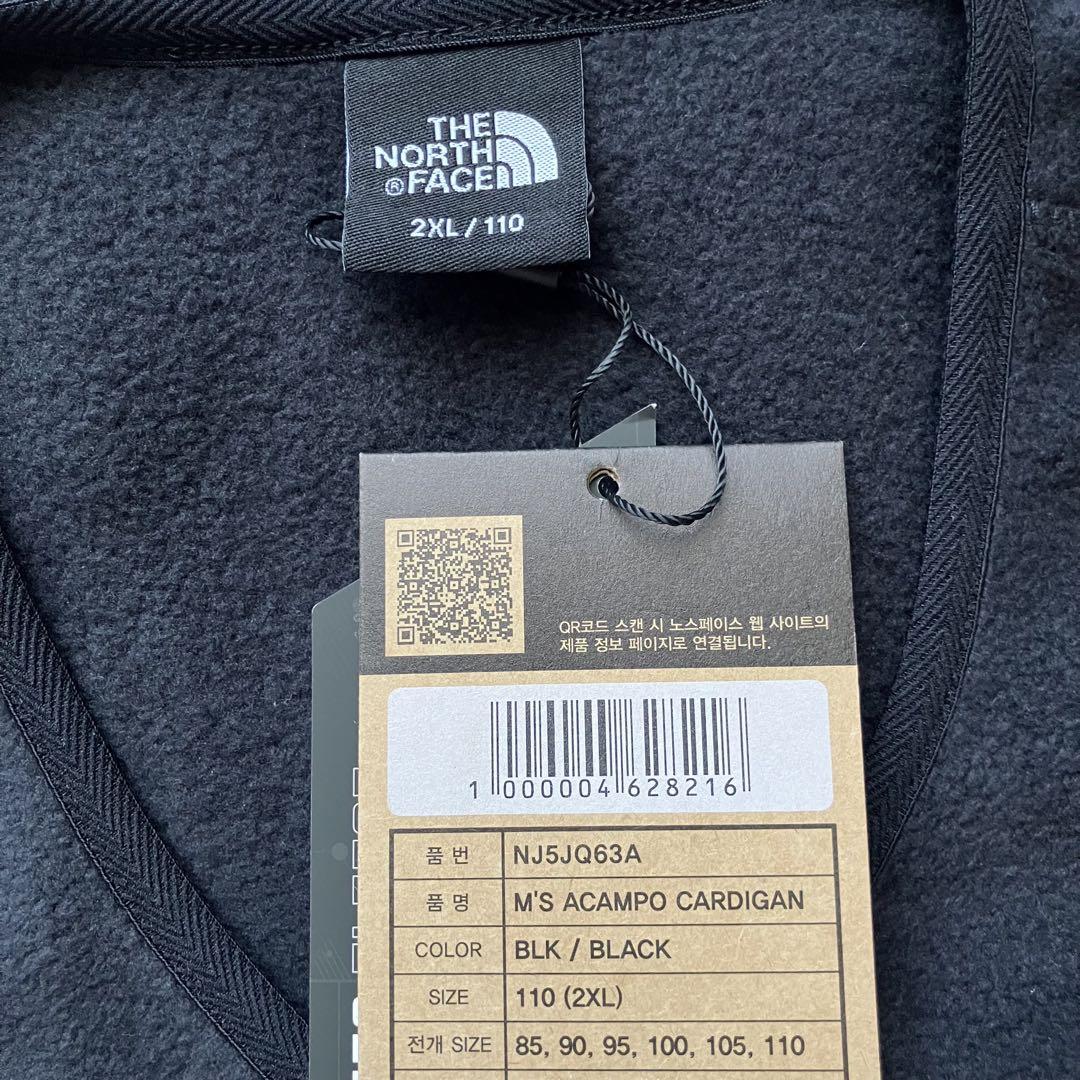 THE
NORTH
FACE
®
2XL / 110
QR코드 스캔 시 노스페이스 웹 사이트의
제품 정보 페이지로 연결됩니다.
1 000004 628216
품 번 NJ5JQ63A
품 명 M'S ACAMPO CARDIGAN
COLOR BLK / BLACK
SIZE 110 (2XL)
전개 SIZE 85, 90, 95, 100, 105, 110